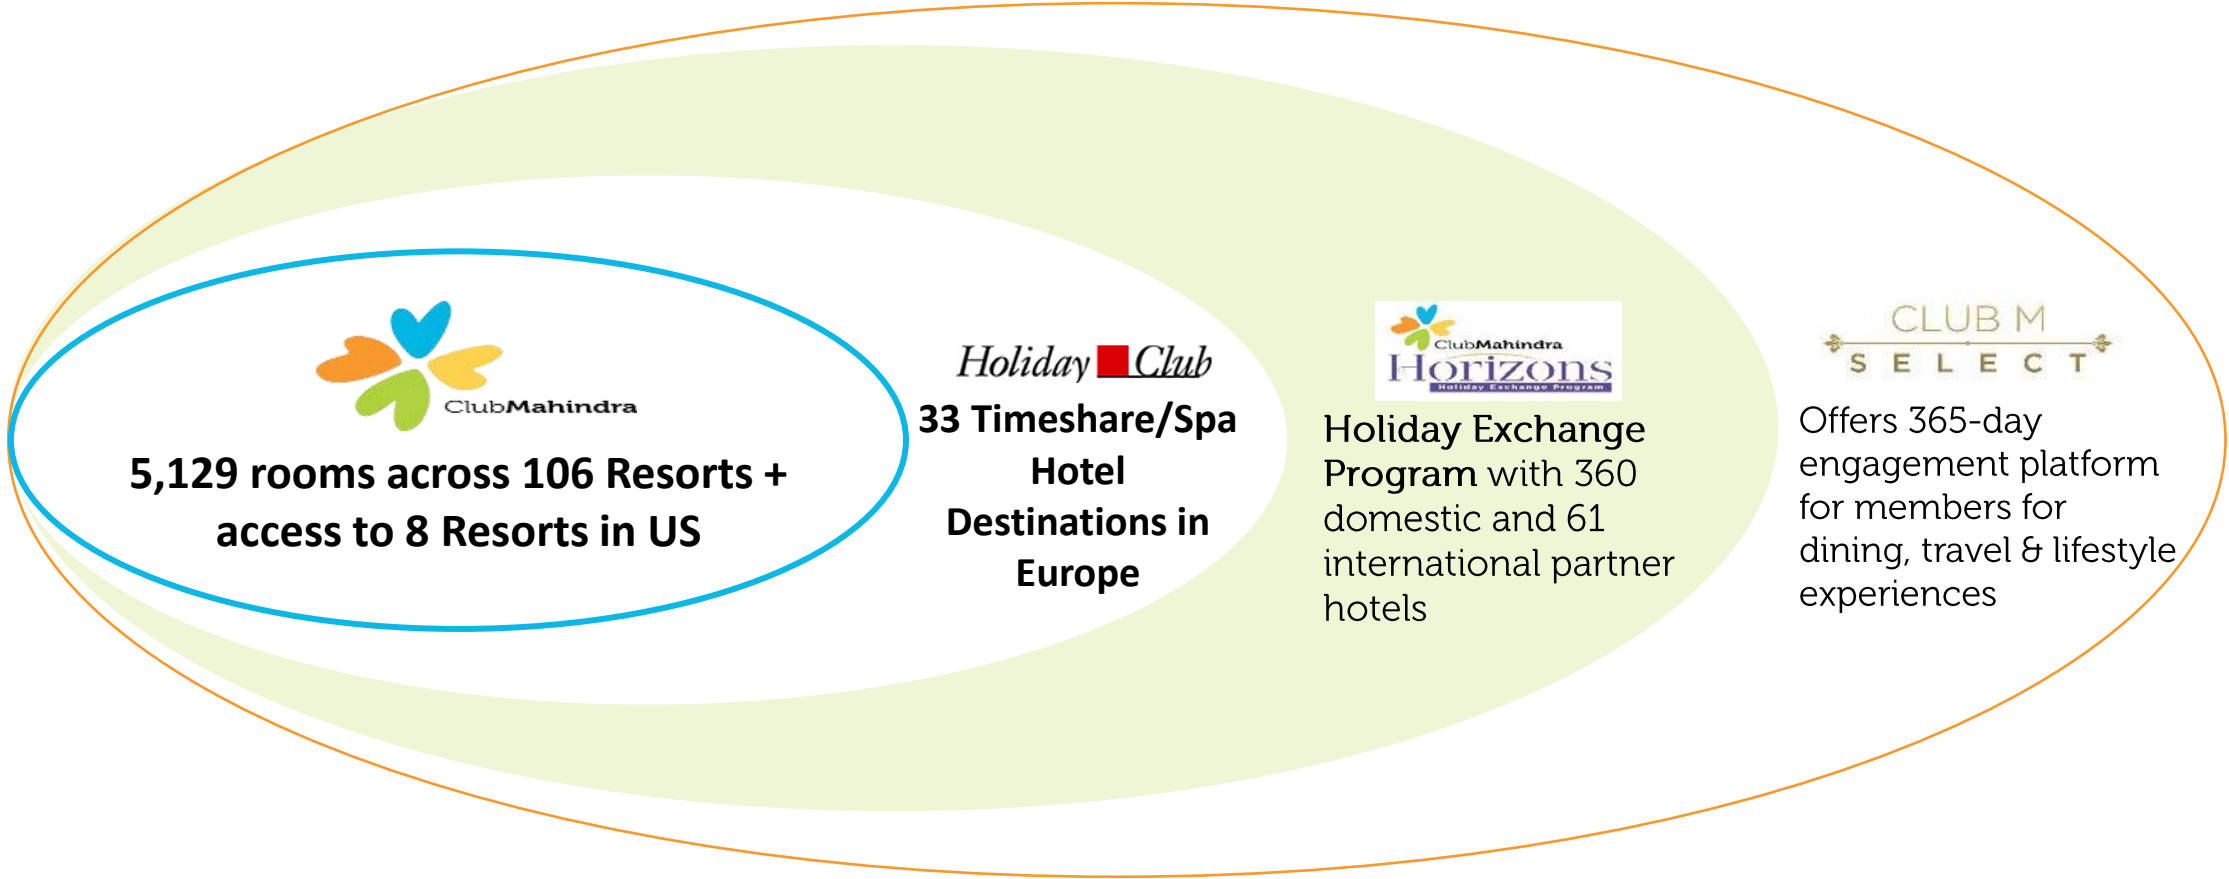 ClubMahindra
5,129 rooms across 106 Resorts +
access to 8 Resorts in US
Holiday Club
33 Timeshare/Spa
Hotel
Destinations in
Europe
ClubMahindra
Horizons
Holiday Exchange Program
Holiday Exchange
Program with 360
domestic and 61
international partner
hotels
CLUB M
SELECT
Offers 365-day
engagement platform
for members for
dining, travel & lifestyle
experiences